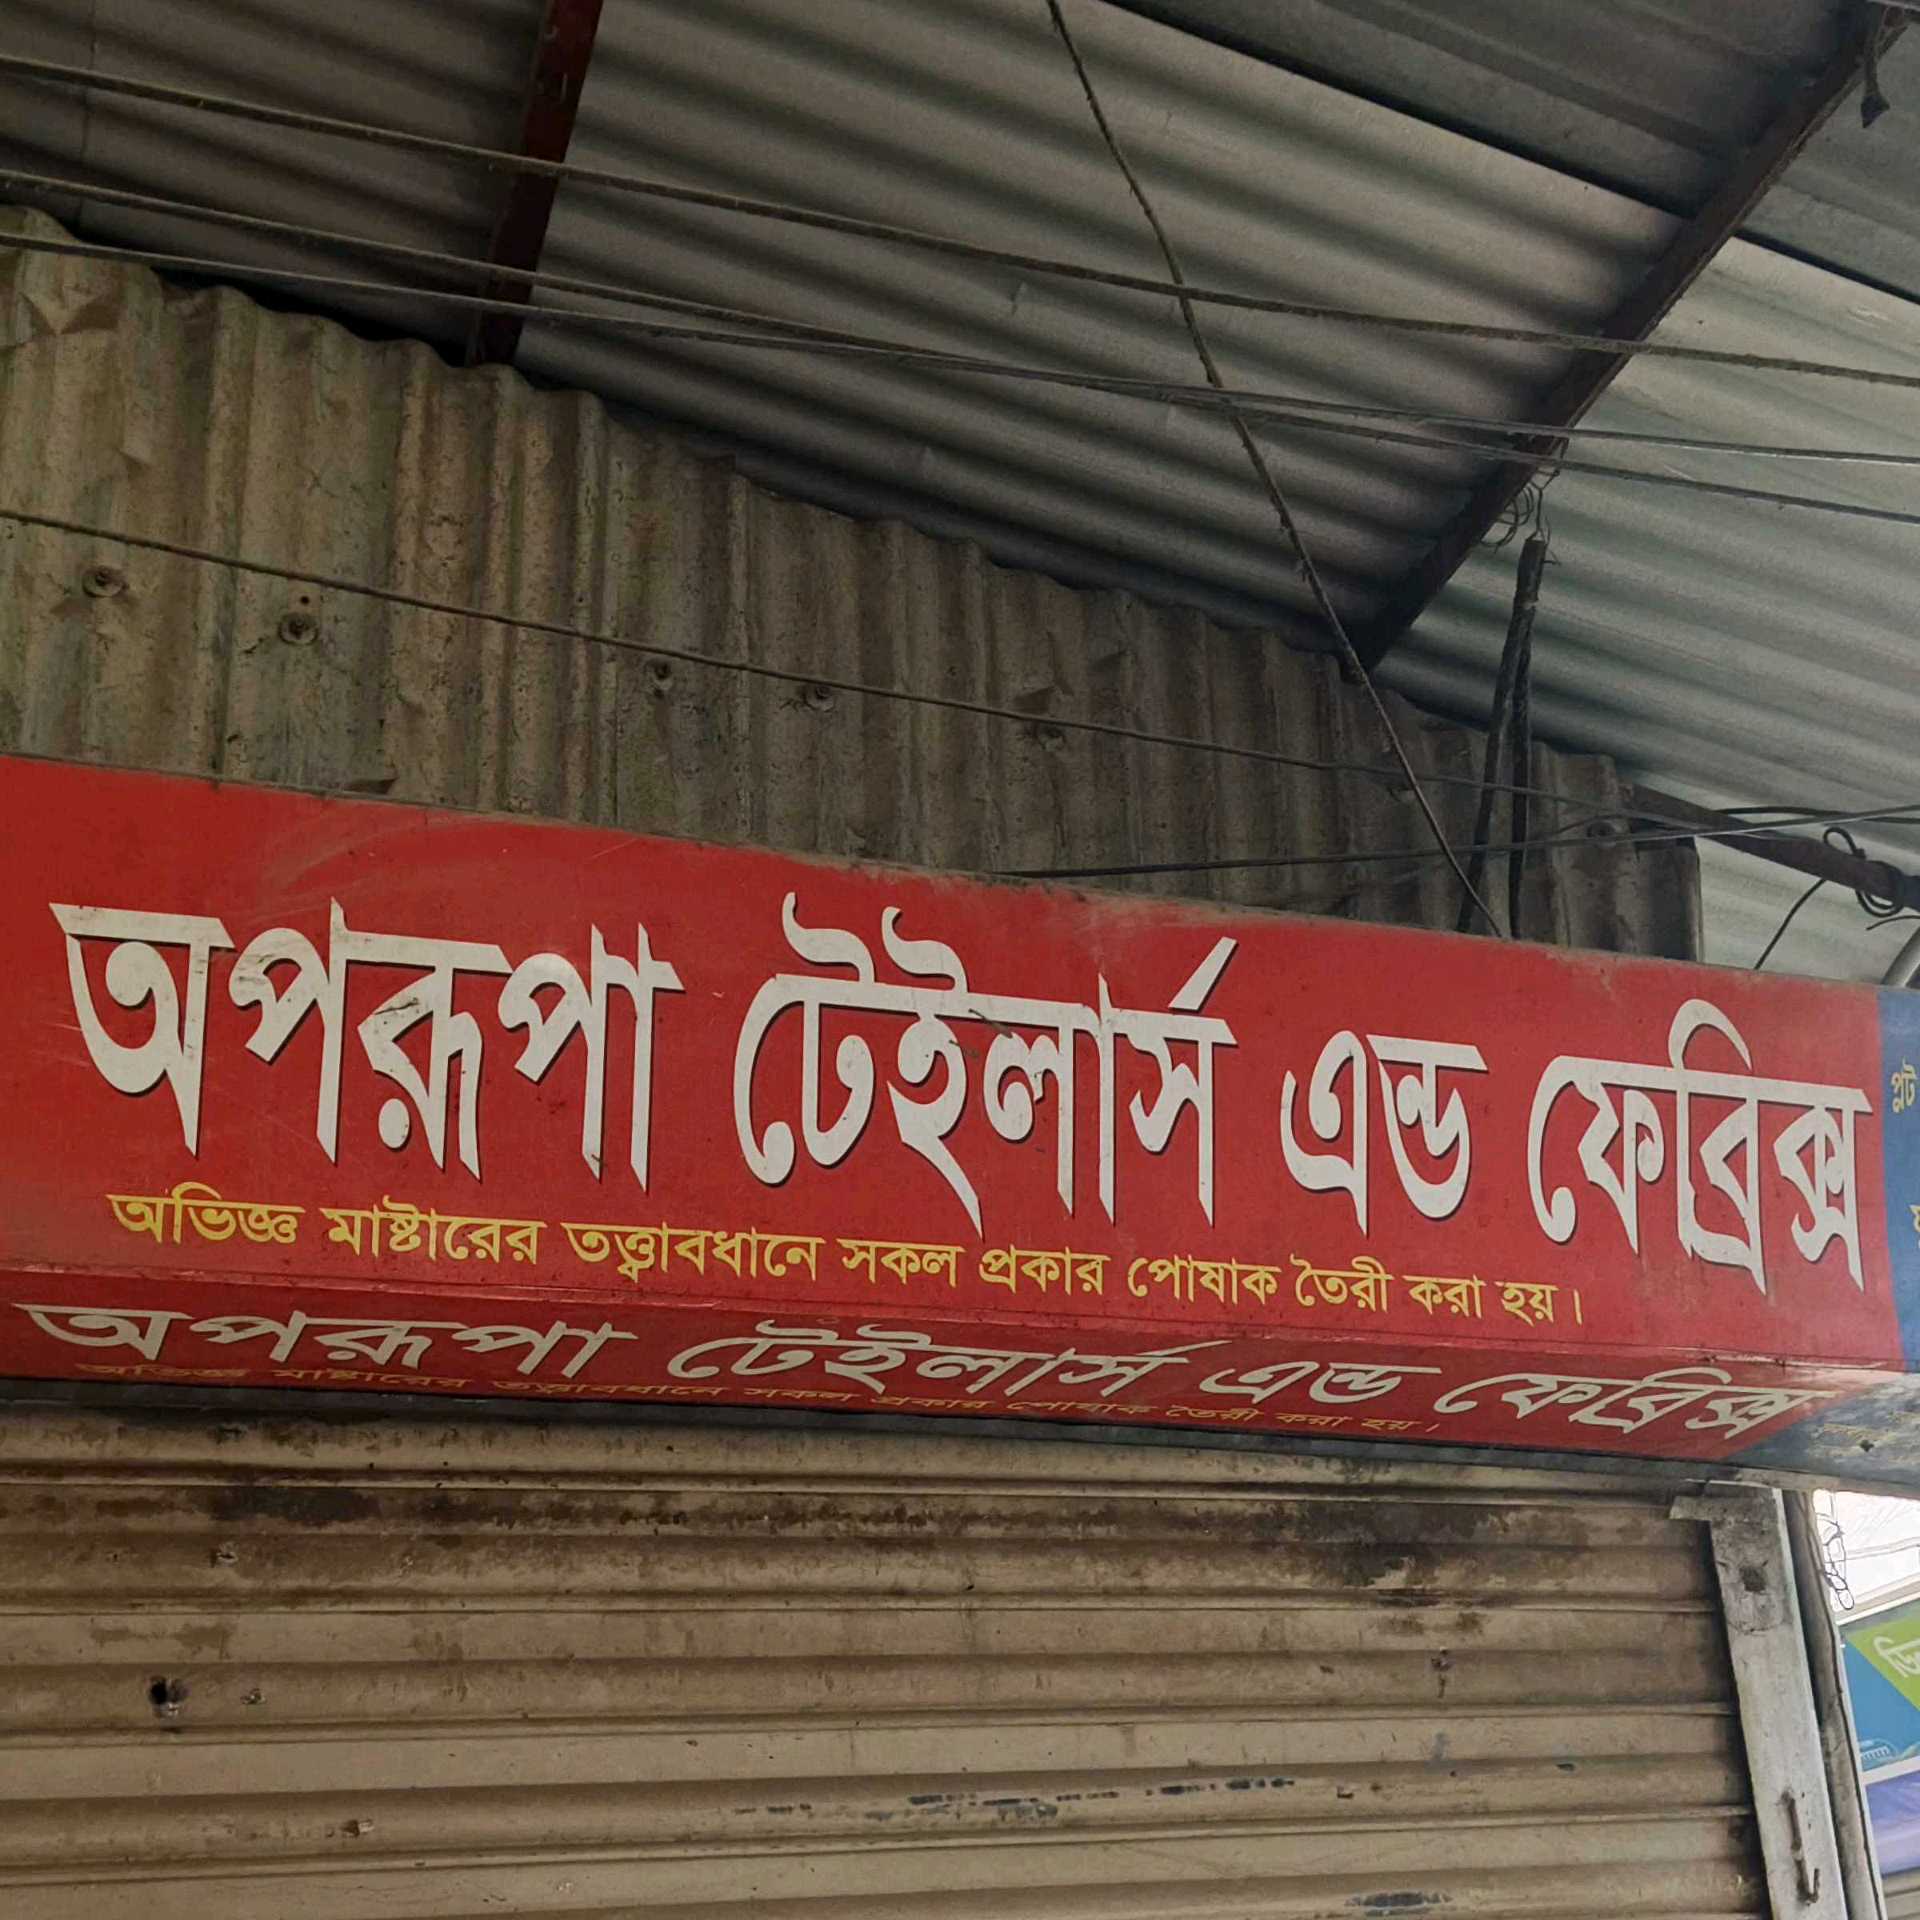 অপরূপা টেইলার্স এন্ড ফেব্রিক্স
অভিজ্ঞ মাষ্টারের তত্ত্বাবধানে সকল প্রকার পোষাক তৈরী করা হয়।
অপরূপা টেইলার্স এন্ড ফেব্রিক্স
অভিজ্ঞ মাষ্টারের তত্ত্বাবধানে সকল প্রকার পোষাক তৈরী করা হয়।
প্লট